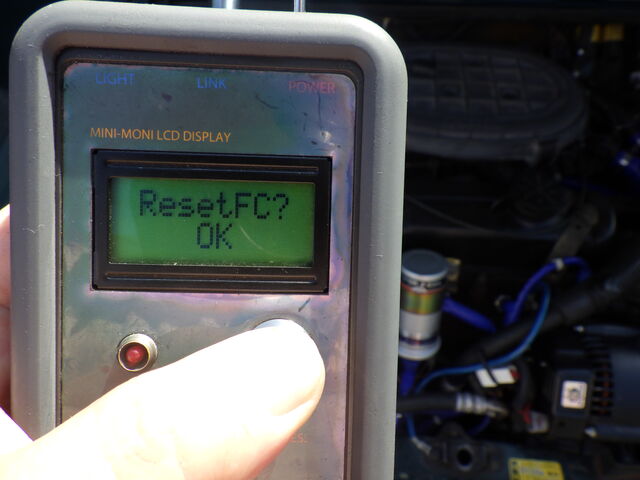 LIGHT LINK POWER
MINI-MONI LCD DISPLAY
ResetFC?
OK